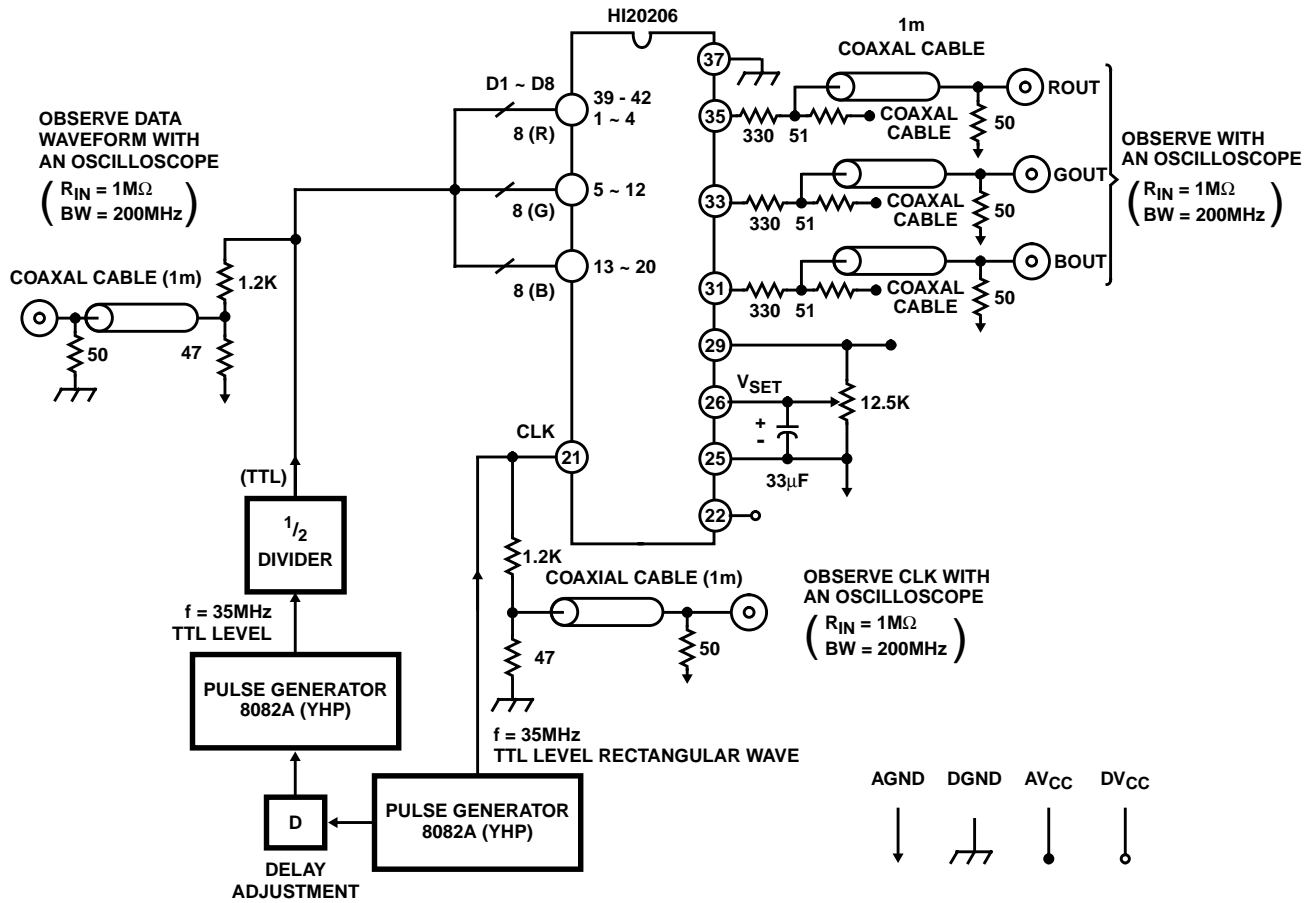 HI20206
1m
COAXAL CABLE
37
D1 ~ D8
39 - 42
1 ~ 4
8 (R)
35
330
51
COAXAL
CABLE
50
ROUT
OBSERVE DATA
WAVEFORM WITH
AN OSCILLOSCOPE
(RIN = 1MΩ
BW = 200MHz)
5 ~ 12
8 (G)
33
330
51
COAXAL
CABLE
50
GOUT
OBSERVE WITH
AN OSCILLOSCOPE
(RIN = 1MΩ
BW = 200MHz)
13 ~ 20
8 (B)
31
330
51
COAXAL
CABLE
50
BOUT
COAXAL CABLE (1m)
1.2K
50
47
29
VSET
26
12.5K
+
-
33μF
25
22
CLK
21
(TTL)
1/2
DIVIDER
f = 35MHz
TTL LEVEL
PULSE GENERATOR
8082A (YHP)
1.2K
COAXIAL CABLE (1m)
47
50
OBSERVE CLK WITH
AN OSCILLOSCOPE
(RIN = 1MΩ
BW = 200MHz)
f = 35MHz
TTL LEVEL RECTANGULAR WAVE
PULSE GENERATOR
8082A (YHP)
D
DELAY
ADJUSTMENT
AGND DGND AVCC DVCC